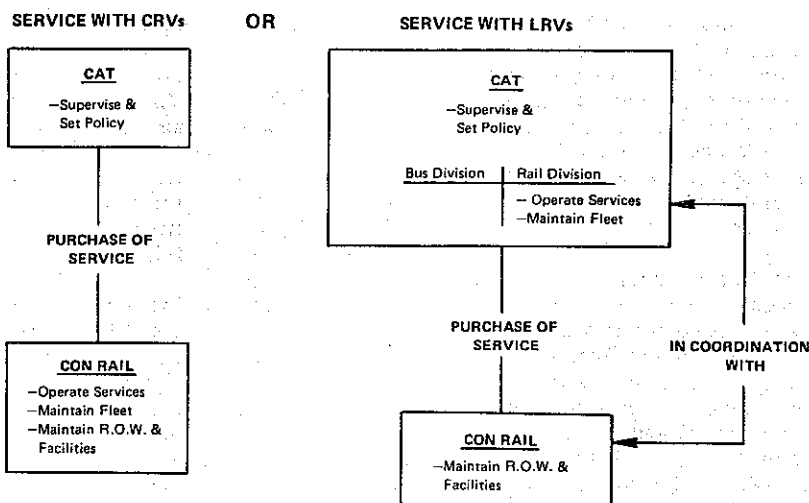 SERVICE WITH CRVs
OR
SERVICE WITH LRVs
CAT
–Supervise &
Set Policy
PURCHASE OF
SERVICE
CON RAIL
–Operate Services
–Maintain Fleet
–Maintain R.O.W. &
Facilities
CAT
–Supervise &
Set Policy
Bus Division
Rail Division
– Operate Services
–Maintain Fleet
PURCHASE OF
SERVICE
IN COORDINATION
WITH
CON RAIL
–Maintain R.O.W. &
Facilities